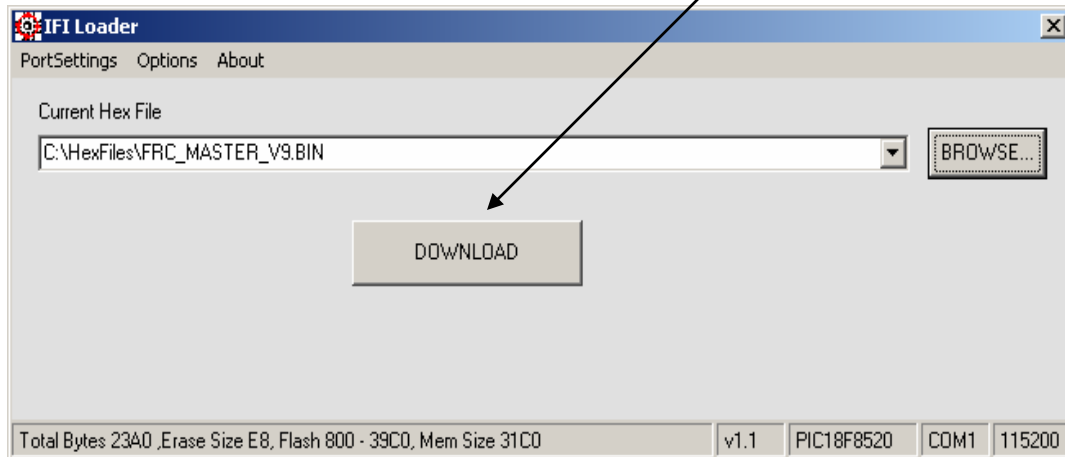 IFI Loader
PortSettings Options About
Current Hex File
C:\HexFiles\FRC_MASTER_V9.BIN
BROWSE...
DOWNLOAD
Total Bytes 23A0 ,Erase Size E8, Flash 800 - 39C0, Mem Size 31C0 v1.1 PIC18F8520 COM1 115200